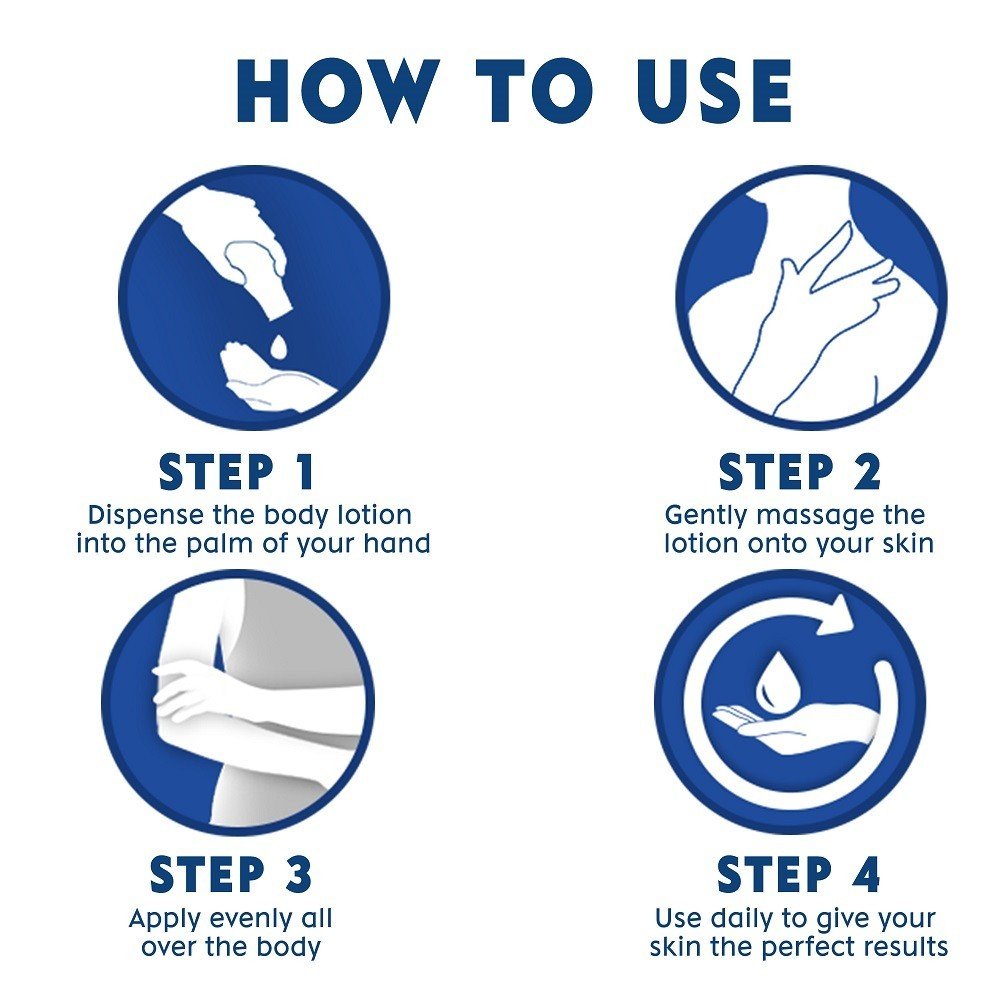 HOW TO USE
STEP 1
Dispense the body lotion
into the palm of your hand
STEP 2
Gently massage the
lotion onto your skin
STEP 3
Apply evenly all
over the body
STEP 4
Use daily to give your
skin the perfect results